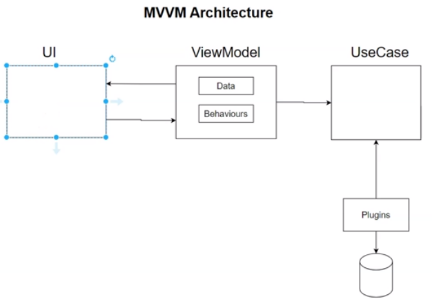 MVVM Architecture
UI
ViewModel
UseCase
Data
Behaviours
Plugins